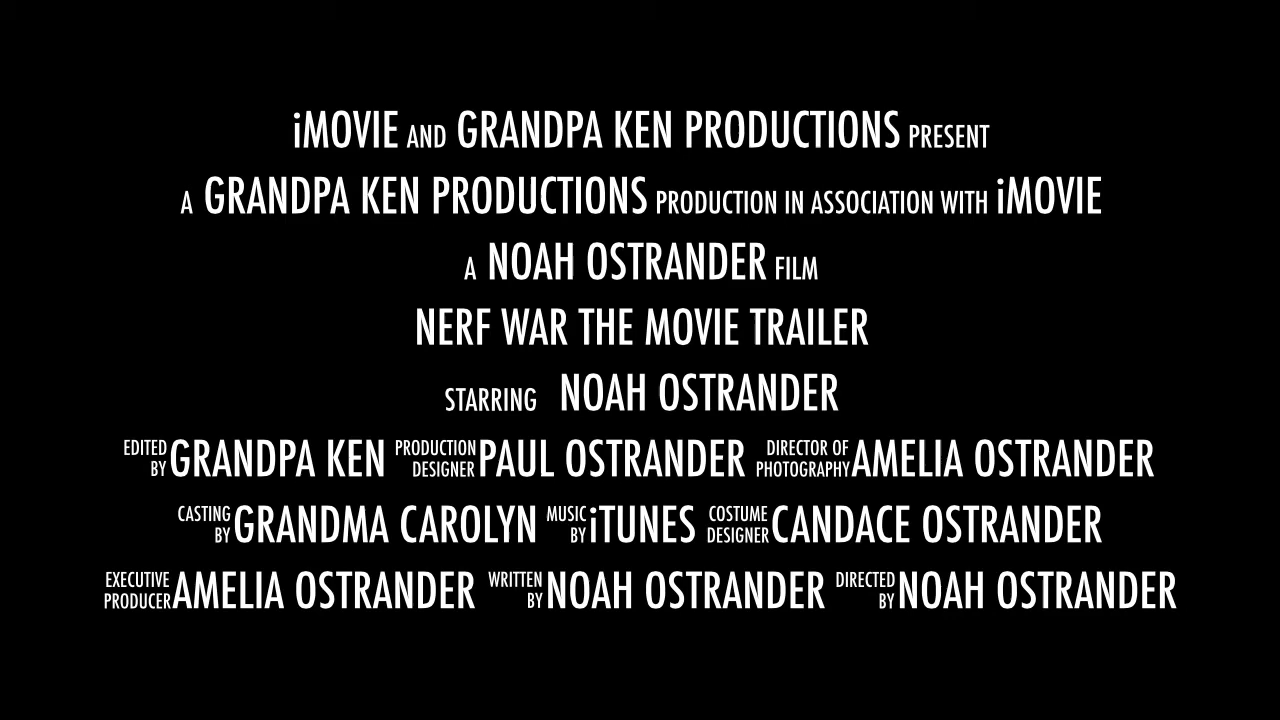 iMOVIE AND GRANDPA KEN PRODUCTIONS PRESENT
A GRANDPA KEN PRODUCTIONS PRODUCTION IN ASSOCIATION WITH iMOVIE
A NOAH OSTRANDER FILM
NERF WAR THE MOVIE TRAILER
STARRING NOAH OSTRANDER
EDITED BY GRANDPA KEN PRODUCTION DESIGNER PAUL OSTRANDER DIRECTOR OF PHOTOGRAPHY AMELIA OSTRANDER
CASTING BY GRANDMA CAROLYN MUSIC BY iTUNES COSTUME DESIGNER CANDACE OSTRANDER
EXECUTIVE PRODUCER AMELIA OSTRANDER WRITTEN BY NOAH OSTRANDER DIRECTED BY NOAH OSTRANDER